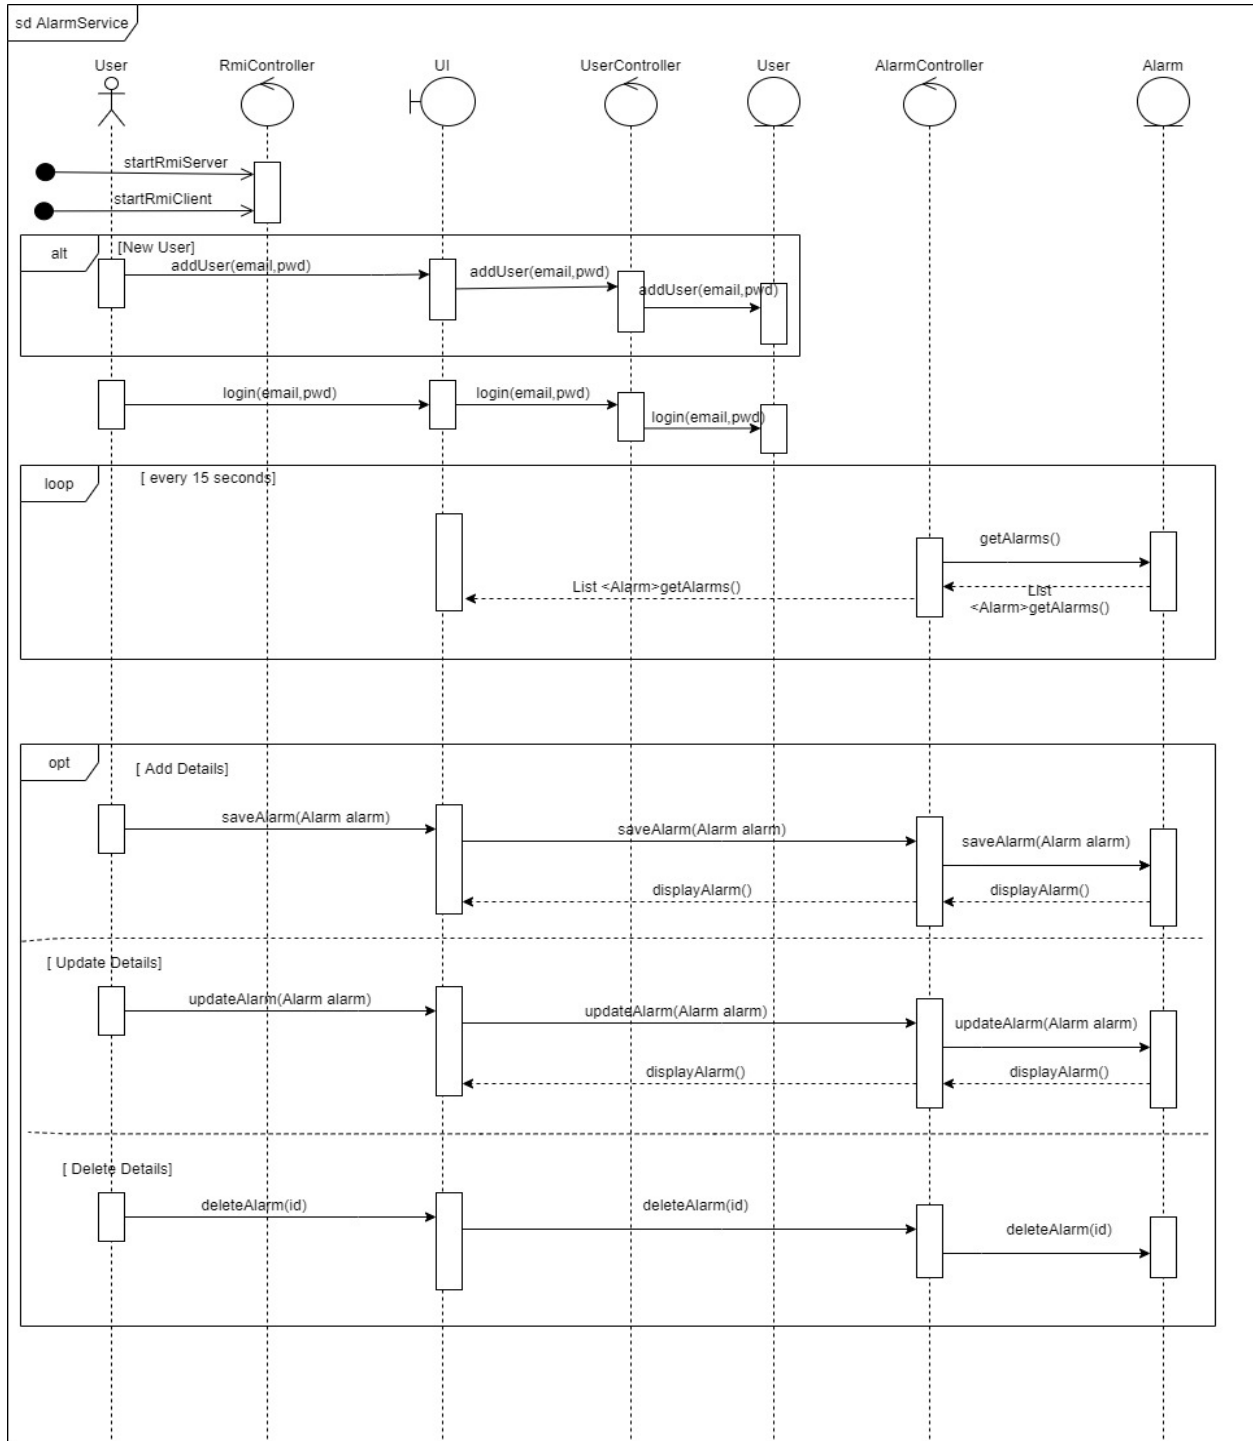 sd AlarmService
User
RmiController
UI
UserController
User
AlarmController
Alarm
startRmiServer
startRmiClient
alt
[New User]
addUser(email,pwd)
addUser(email,pwd)
addUser(email,pwd)
login(email,pwd)
login(email,pwd)
login(email,pwd)
loop
[ every 15 seconds]
getAlarms()
List <Alarm>getAlarms()
List
<Alarm>getAlarms()
opt
[ Add Details]
saveAlarm(Alarm alarm)
saveAlarm(Alarm alarm)
saveAlarm(Alarm alarm)
displayAlarm()
displayAlarm()
[ Update Details]
updateAlarm(Alarm alarm)
updateAlarm(Alarm alarm)
updateAlarm(Alarm alarm)
displayAlarm()
displayAlarm()
[ Delete Details]
deleteAlarm(id)
deleteAlarm(id)
deleteAlarm(id)